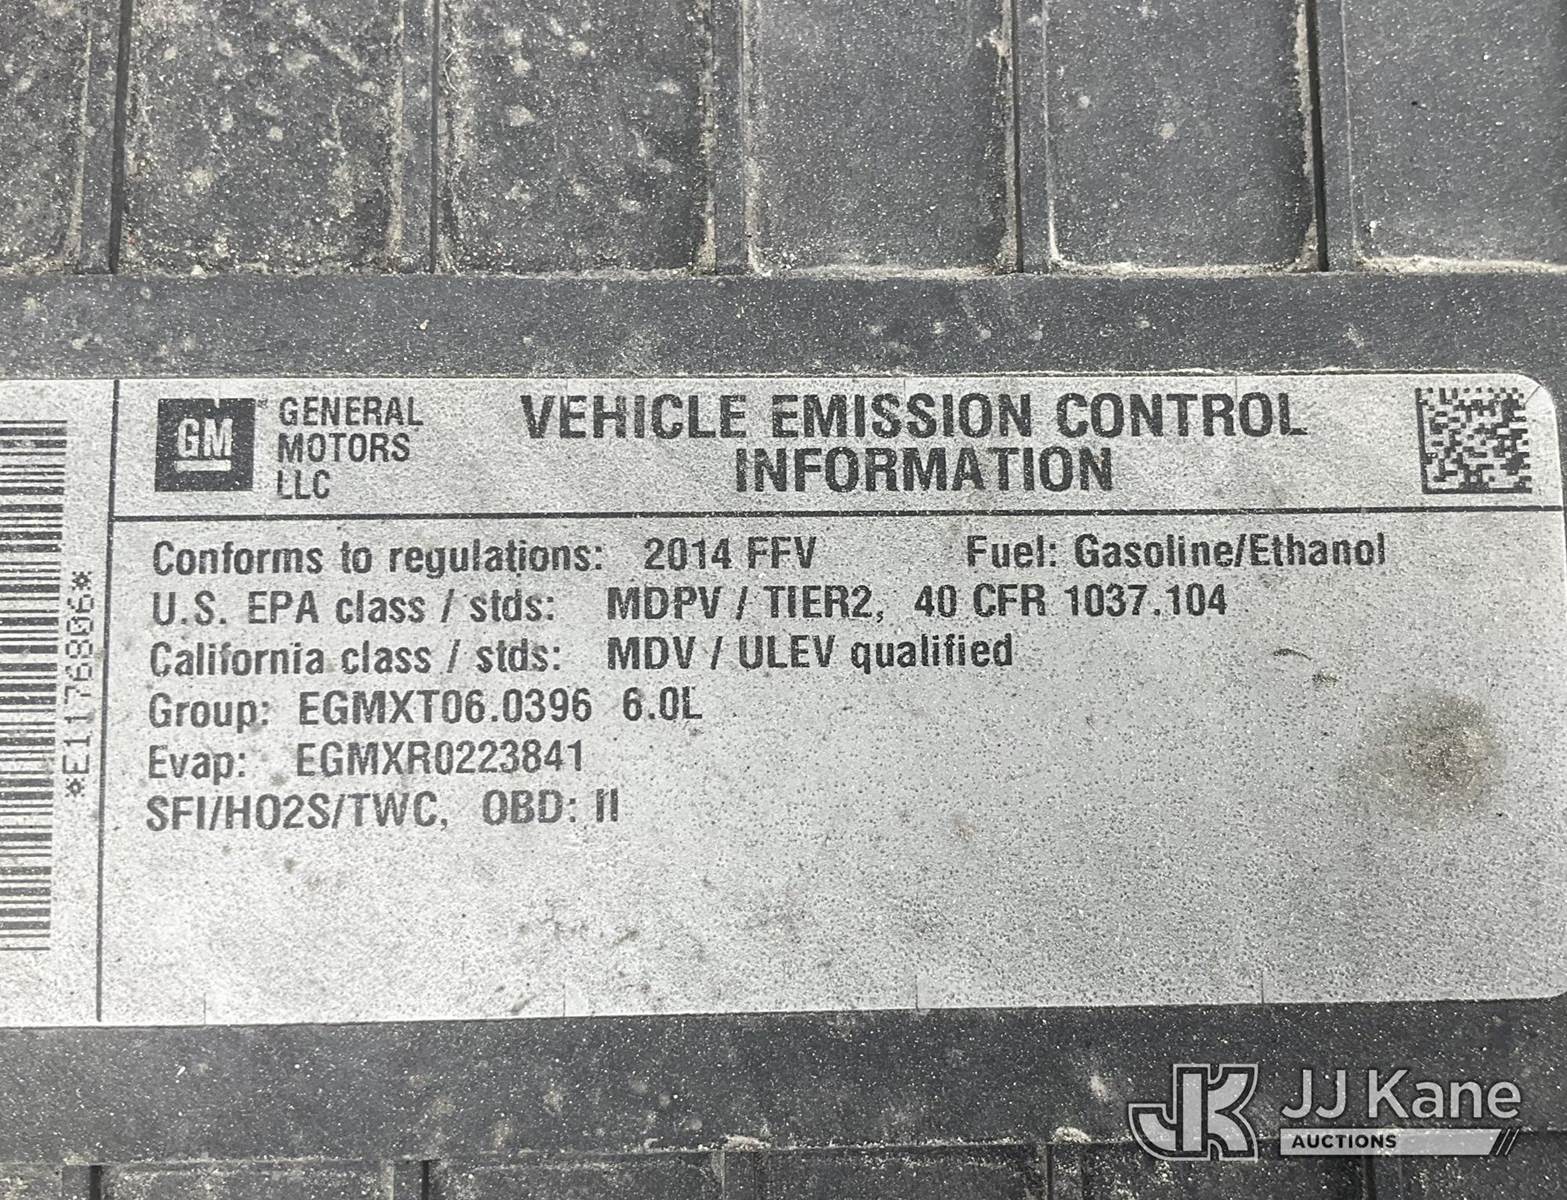 GM
GENERAL
MOTORS
LLC
VEHICLE EMISSION CONTROL
INFORMATION
Conforms to regulations: 2014 FFV Fuel: Gasoline/Ethanol
U.S. EPA class / stds: MDPV / TIER2, 40 CFR 1037.104
California class / stds: MDV / ULEV qualified
Group: EGMXT06.0396 6.0L
Evap: EGMXR0223841
SFI/HO2S/TWC, OBD: II
*E1176806*
JK JJ Kane
AUCTIONS